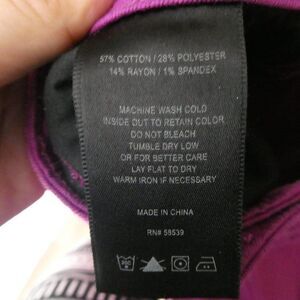 57% COTTON / 28% POLYESTER
14% RAYON / 1% SPANDEX
MACHINE WASH COLD
INSIDE OUT TO RETAIN COLOR
DO NOT BLEACH
TUMBLE DRY LOW
OR FOR BETTER CARE
LAY FLAT TO DRY
WARM IRON IF NECESSARY
MADE IN CHINA
RN# 58539